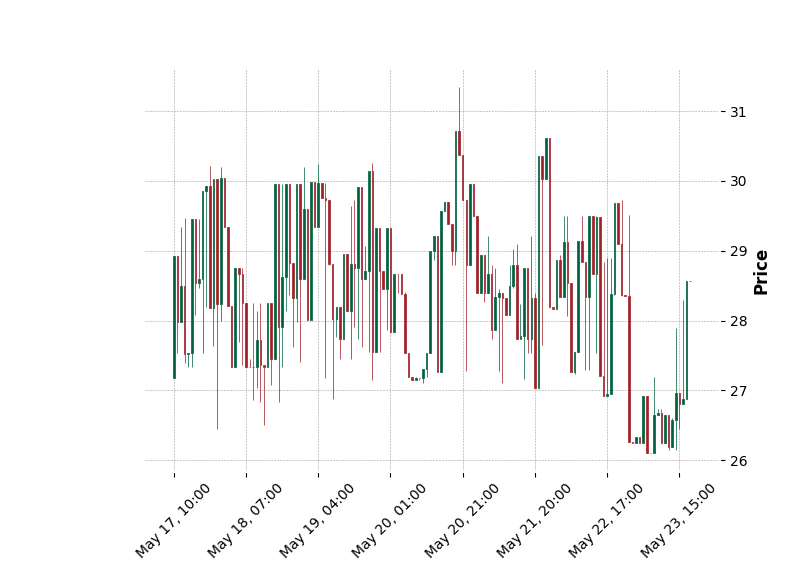 31
30
29
28
27
26
Price
May 17, 10:00
May 18, 07:00
May 19, 04:00
May 20, 01:00
May 20, 21:00
May 21, 20:00
May 22, 17:00
May 23, 15:00